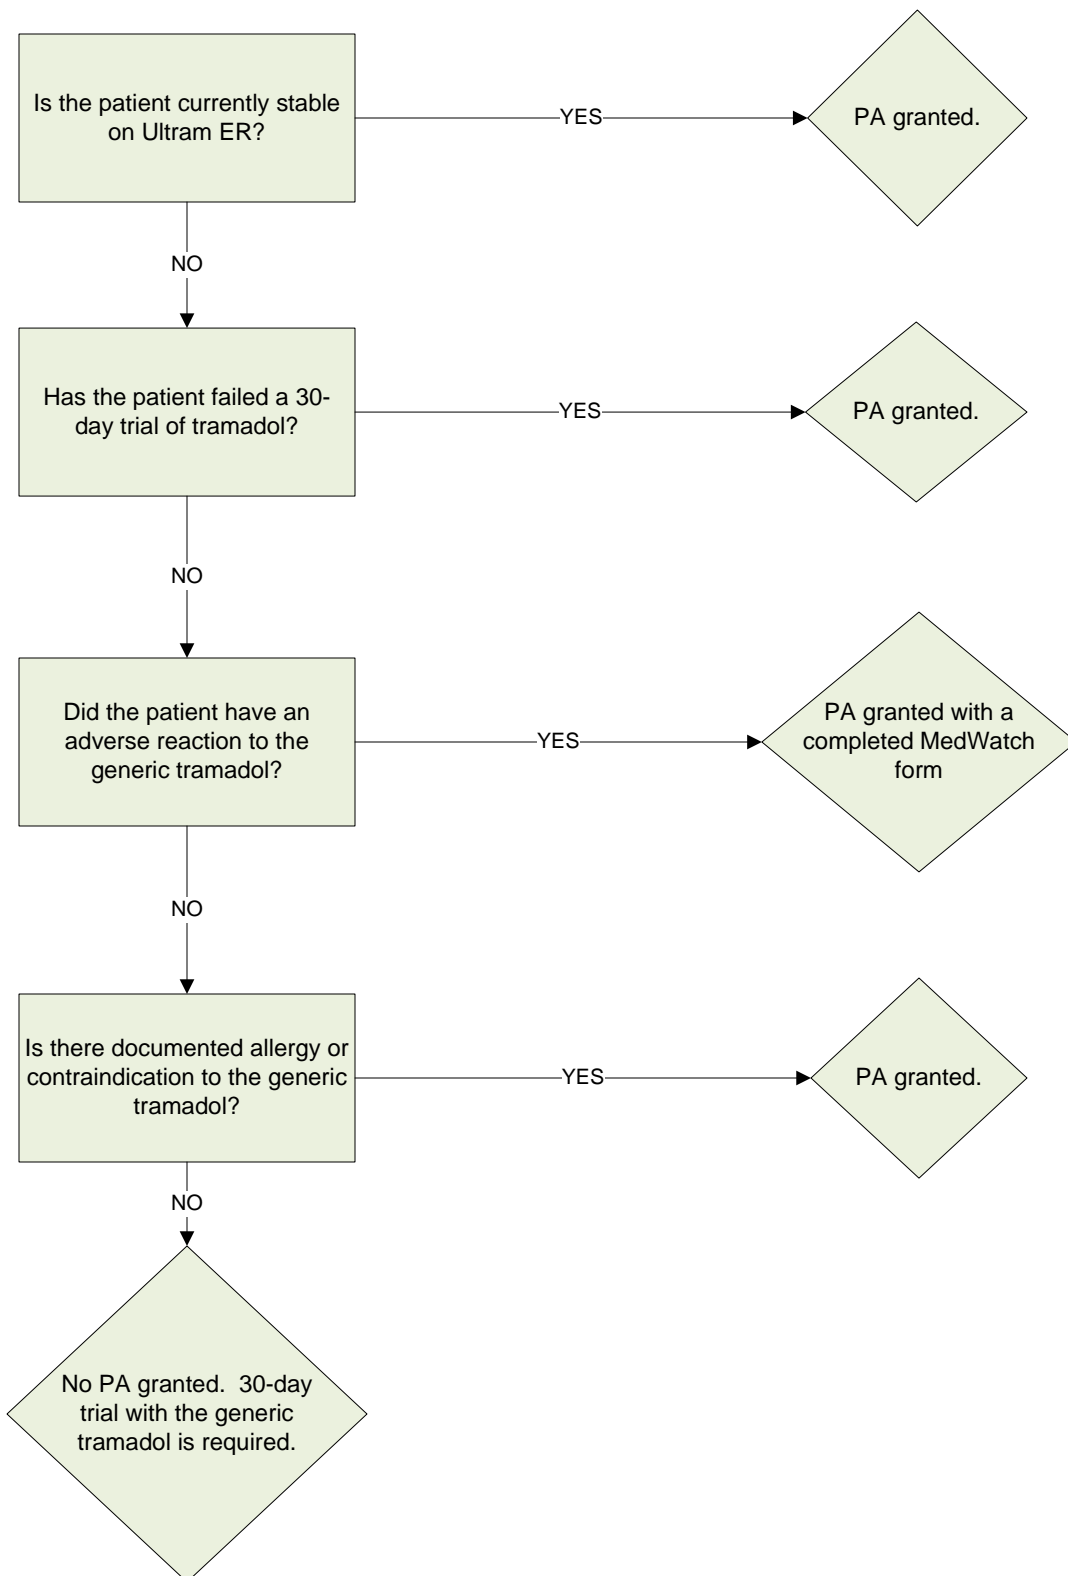 Is the patient currently stable
on Ultram ER?
YES
PA granted.
NO
Has the patient failed a 30-
day trial of tramadol?
YES
PA granted.
NO
Did the patient have an
adverse reaction to the
generic tramadol?
YES
PA granted with a
completed MedWatch
form
NO
Is there documented allergy or
contraindication to the generic
tramadol?
YES
PA granted.
NO
No PA granted.  30-day
trial with the generic
tramadol is required.